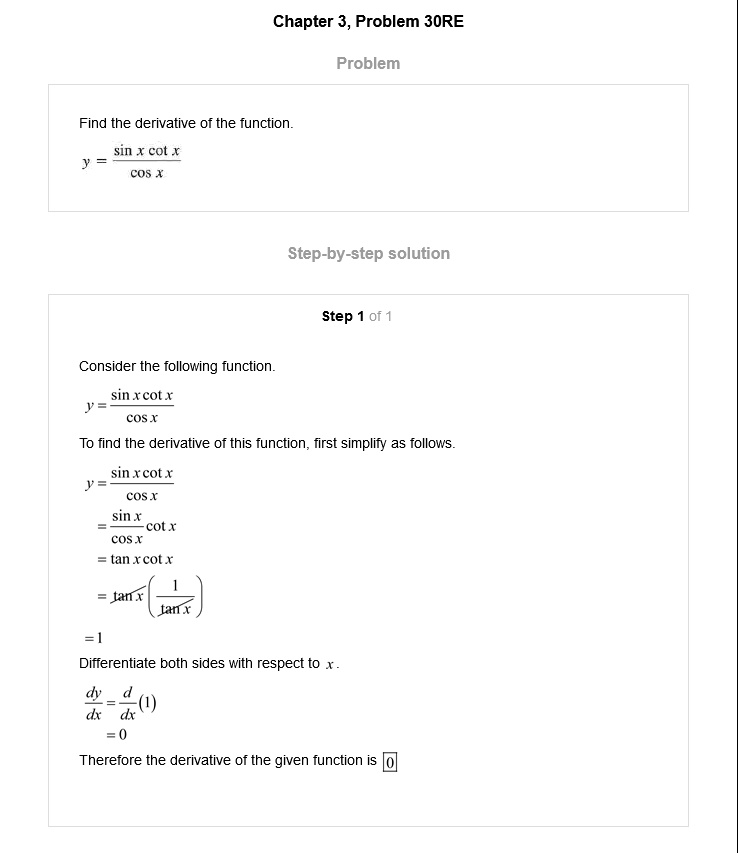 Chapter 3, Problem 30RE
Problem
Find the derivative of the function.
y = \frac{\sin x \cot x}{\cos x}
Step-by-step solution
Step 1 of 1
Consider the following function.
y = \frac{\sin x \cot x}{\cos x}
To find the derivative of this function, first simplify as follows.
y = \frac{\sin x \cot x}{\cos x}
= \frac{\sin x}{\cos x} \cot x
= \tan x \cot x
= \cancel{\tan x} \left( \frac{1}{\cancel{\tan x}} \right)
= 1
Differentiate both sides with respect to x .
\frac{dy}{dx} = \frac{d}{dx}(1)
= 0
Therefore the derivative of the given function is \boxed{0}